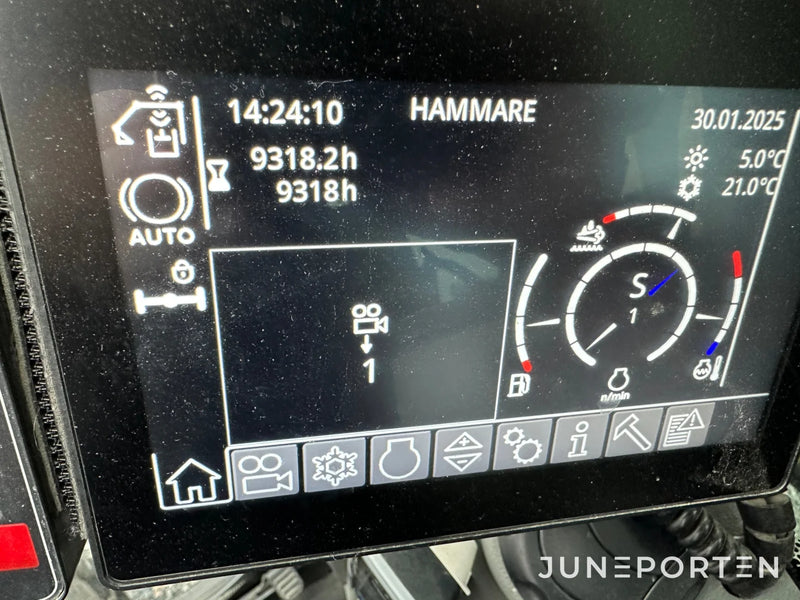 14:24:10 HAMMARE 30.01.2025
9318.2h 5.0°C
9318h 21.0°C
AUTO
S
1
1
n/min
JUNEPORTEN